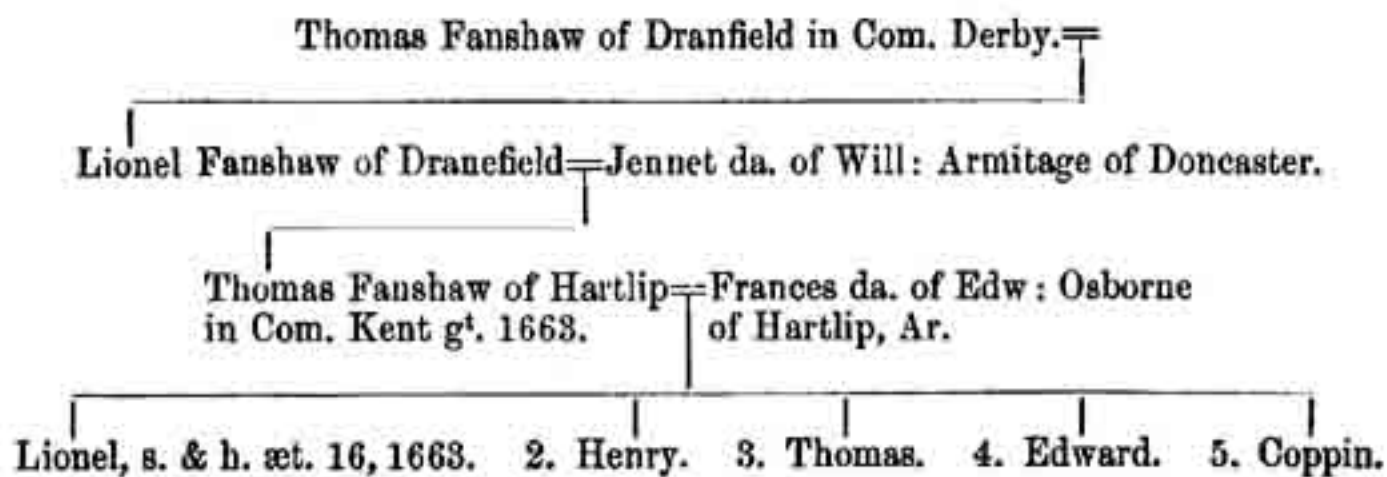 Thomas Fanshaw of Dranfield in Com. Derby.
Lionel Fanshaw of Dranefield=Jennet da. of Will: Armitage of Doncaster.
Thomas Fanshaw of Hartlip=Frances da. of Edw: Osborne
in Com. Kent gᵗ. 1663. of Hartlip, Ar.
Lionel, s. & h. æt. 16, 1663. 2. Henry. 3. Thomas. 4. Edward. 5. Coppin.